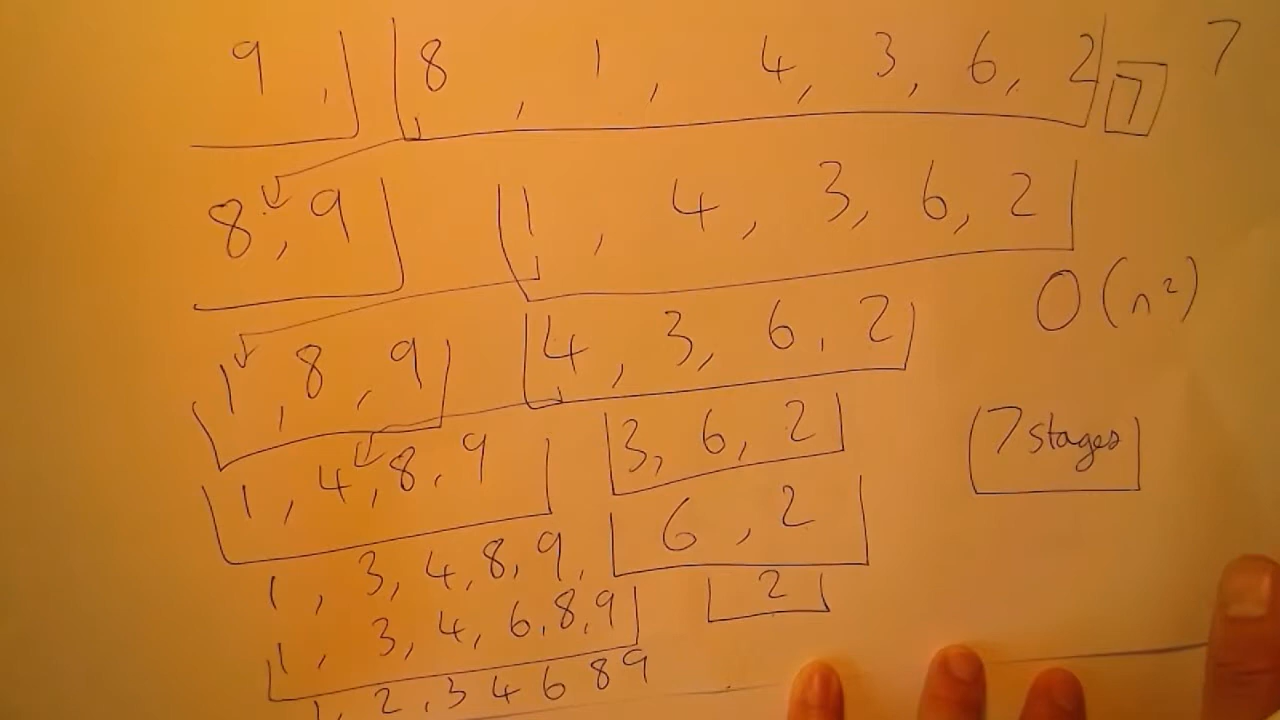 9, 8, 1, 4, 3, 6, 2 7 7
8, 9 1, 4, 3, 6, 2
O(n²)
1, 8, 9 4, 3, 6, 2
1, 4, 8, 9 3, 6, 2 7 stages
1, 3, 4, 8, 9, 6, 2
1, 3, 4, 6, 8, 9 2
1, 2, 3 4 6 8 9